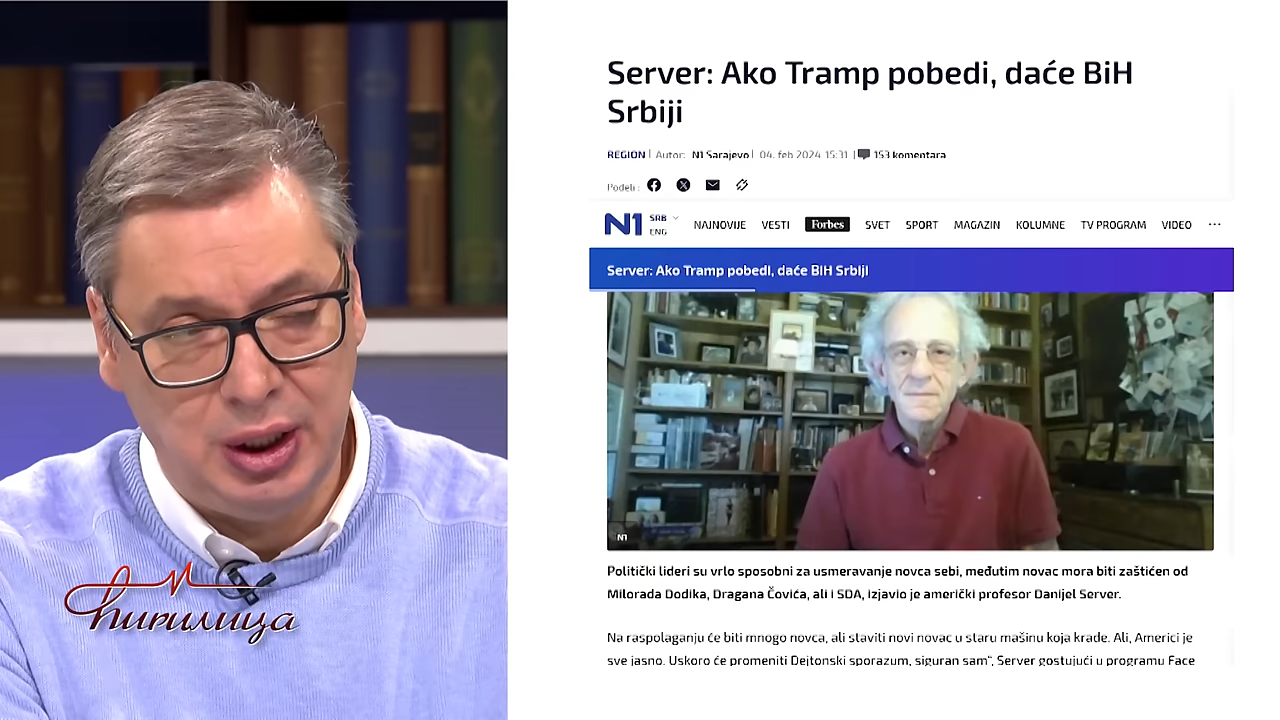 Server: Ako Tramp pobedi, daće BiH
Srbiji
REGION | Autor: N1 Sarajevo | 04. feb 2024 15:31 | 153 komentara
Podeli :
N1 SRB NAJNOVIJE VESTI Forbes SVET SPORT MAGAZIN KOLUMNE TV PROGRAM VIDEO ...
ENG
Server: Ako Tramp pobedi, daće BiH Srbiji
N1
Politički lideri su vrlo sposobni za usmeravanje novca sebi, međutim novac mora biti zaštićen od
Milorada Dodika, Dragana Čovića, ali i SDA, izjavio je američki profesor Danijel Server.
Na raspolaganju će biti mnogo novca, ali staviti novi novac u staru mašinu koja krade. Ali, Americi je
sve jasno. Uskoro će promeniti Dejtonski sporazum, siguran sam“, Server gostujući u programu Face
ћирилица